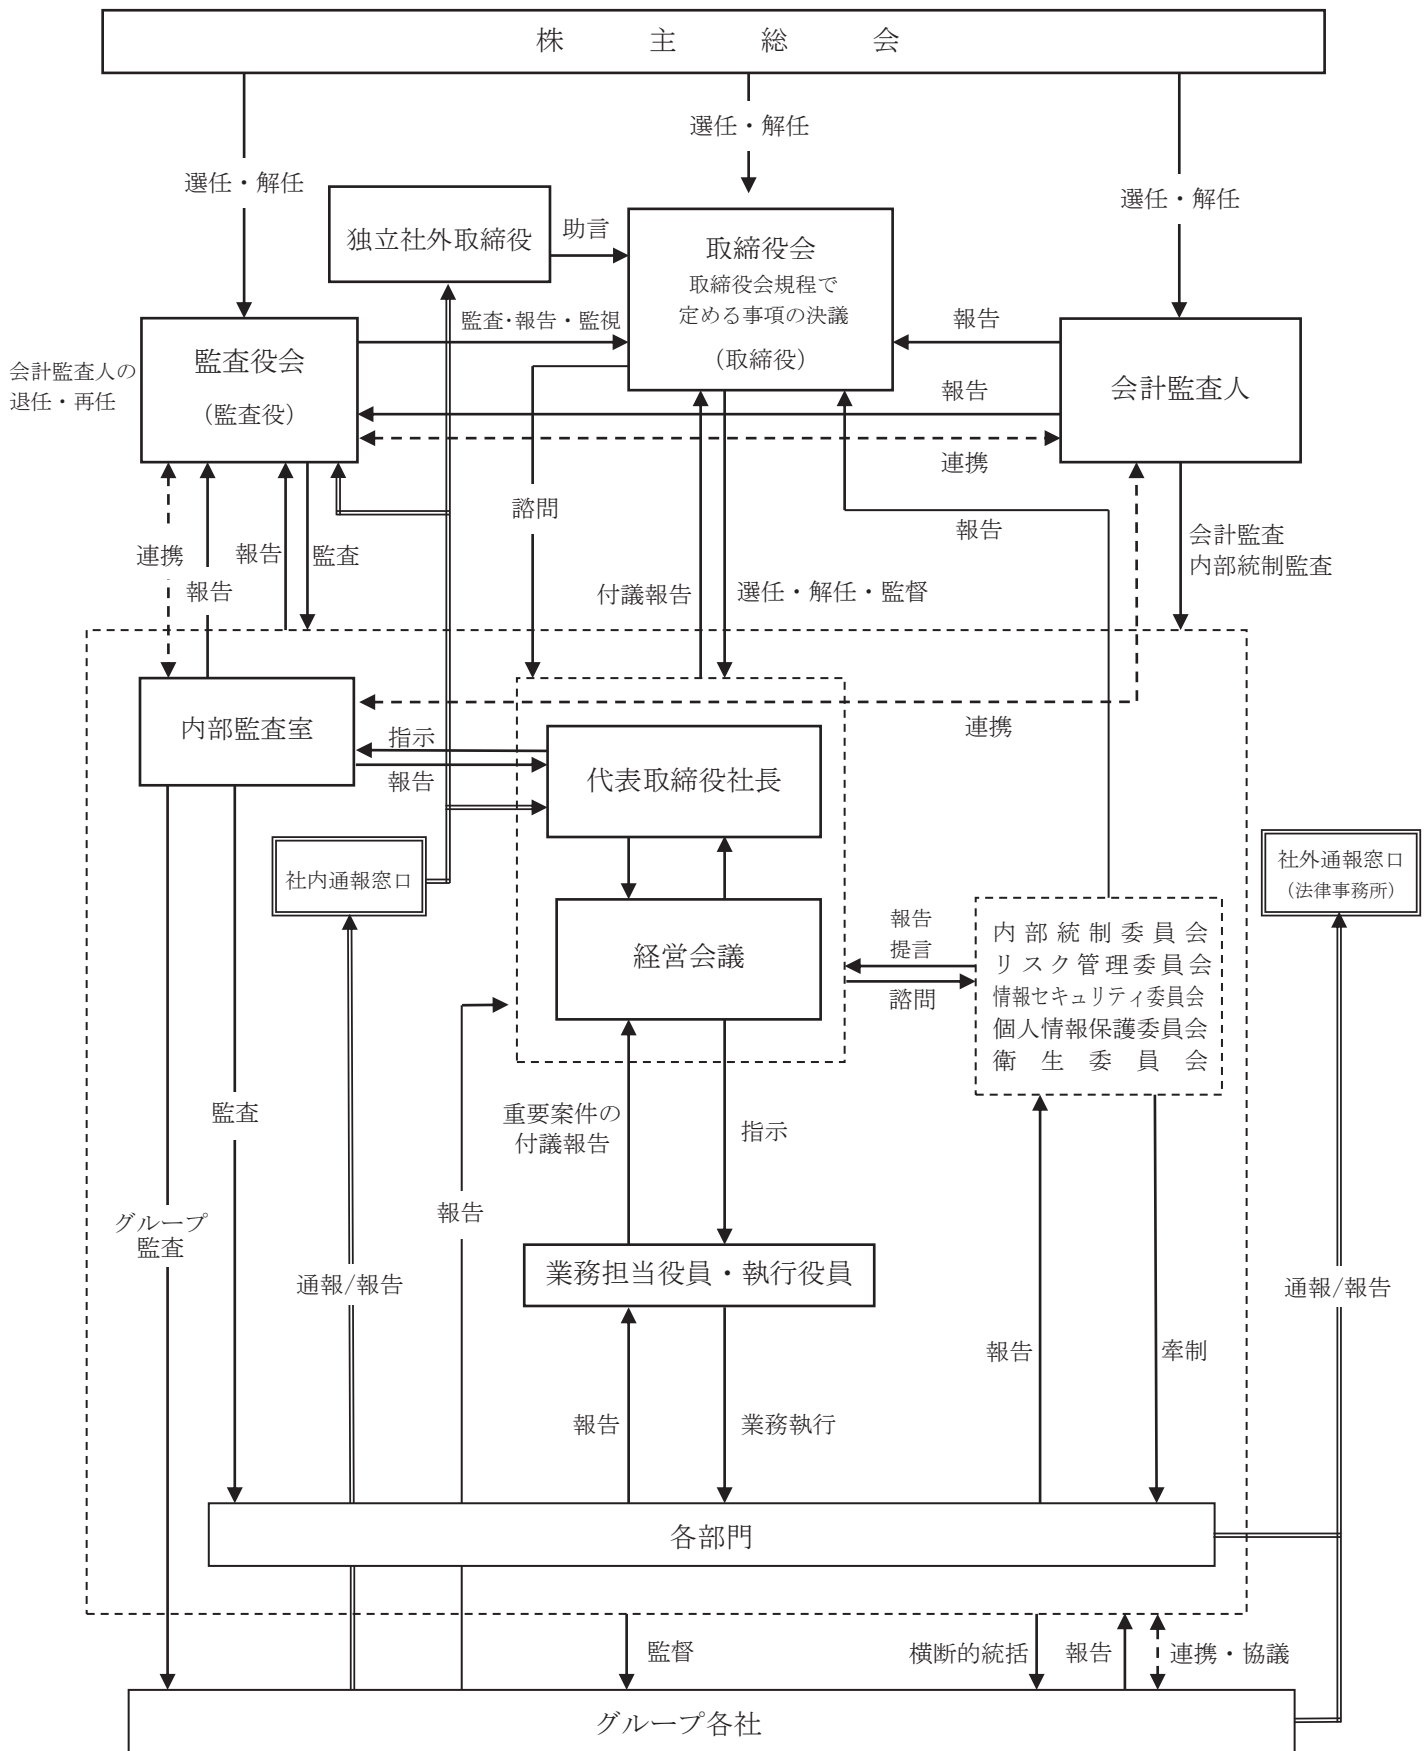 株主総会
選任・解任
選任・解任
選任・解任
独立社外取締役
助言
取締役会
取締役会規程で
定める事項の決議
（取締役）
監査・報告・監視
報告
会計監査人の
退任・再任
監査役会
（監査役）
会計監査人
報告
連携
諮問
報告
連携
報告
監査
報告
会計監査
内部統制監査
付議報告
選任・解任・監督
内部監査室
連携
指示
報告
代表取締役社長
社内通報窓口
社外通報窓口
（法律事務所）
経営会議
報告
提言
諮問
内部統制委員会
リスク管理委員会
情報セキュリティ委員会
個人情報保護委員会
衛生委員会
監査
重要案件の
付議報告
指示
グループ
監査
報告
通報/報告
業務担当役員・執行役員
通報/報告
報告
牽制
報告
業務執行
各部門
監督
横断的統括
報告
連携・協議
グループ各社